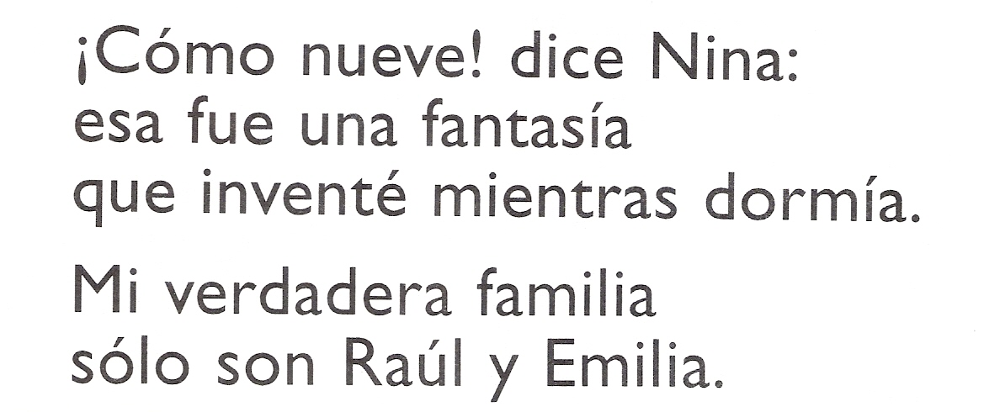 ¡Cómo nueve! dice Nina:
esa fue una fantasía
que inventé mientras dormía.
Mi verdadera familia
sólo son Raúl y Emilia.